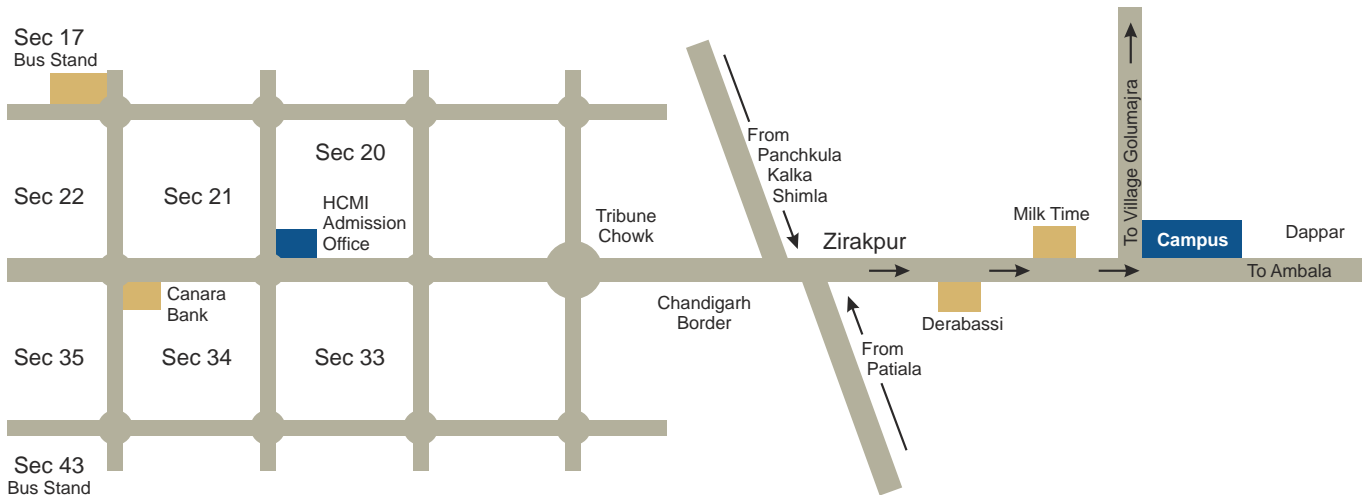 Sec 17
Bus Stand
Sec 20
Sec 22
Sec 21
HCMI
Admission
Office
Tribune
Chowk
From
Panchkula
Kalka
Shimla
Zirakpur
Milk Time
To Village Golumajra
Campus
Dappar
To Ambala
Canara
Bank
Chandigarh
Border
Derabassi
Sec 35
Sec 34
Sec 33
From
Patiala
Sec 43
Bus Stand